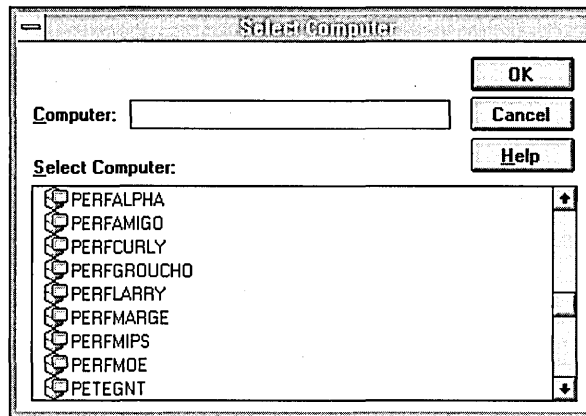 Select Computer
OK
Computer:
Cancel
Help
Select Computer:
PERFALPHA
PERFAMIGO
PERFCURLY
PERFGROUCHO
PERFLARRY
PERFMARGE
PERFMIPS
PERFMOE
PETEGNT